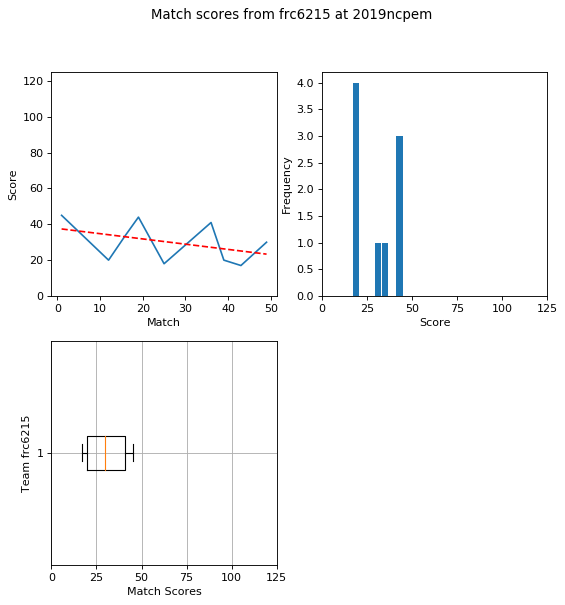 Match scores from frc6215 at 2019ncpem
120
100
80
60
40
20
0
Score
0 10 20 30 40 50
Match
4.0
3.5
3.0
2.5
2.0
1.5
1.0
0.5
0.0
Frequency
0 25 50 75 100 125
Score
1
Team frc6215
0 25 50 75 100 125
Match Scores